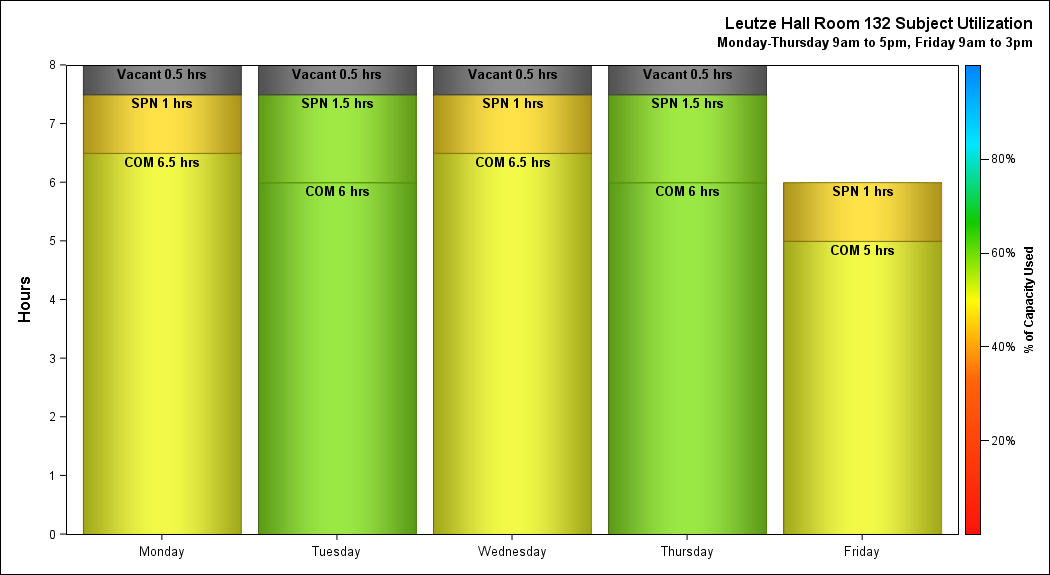 Leutze Hall Room 132 Subject Utilization
Monday-Thursday 9am to 5pm, Friday 9am to 3pm
8
7
6
5
4
3
2
1
0
Hours
Vacant 0.5 hrs
SPN 1 hrs
COM 6.5 hrs
Vacant 0.5 hrs
SPN 1.5 hrs
COM 6 hrs
Vacant 0.5 hrs
SPN 1 hrs
COM 6.5 hrs
Vacant 0.5 hrs
SPN 1.5 hrs
COM 6 hrs
SPN 1 hrs
COM 5 hrs
Monday
Tuesday
Wednesday
Thursday
Friday
80%
60%
40%
20%
% of Capacity Used